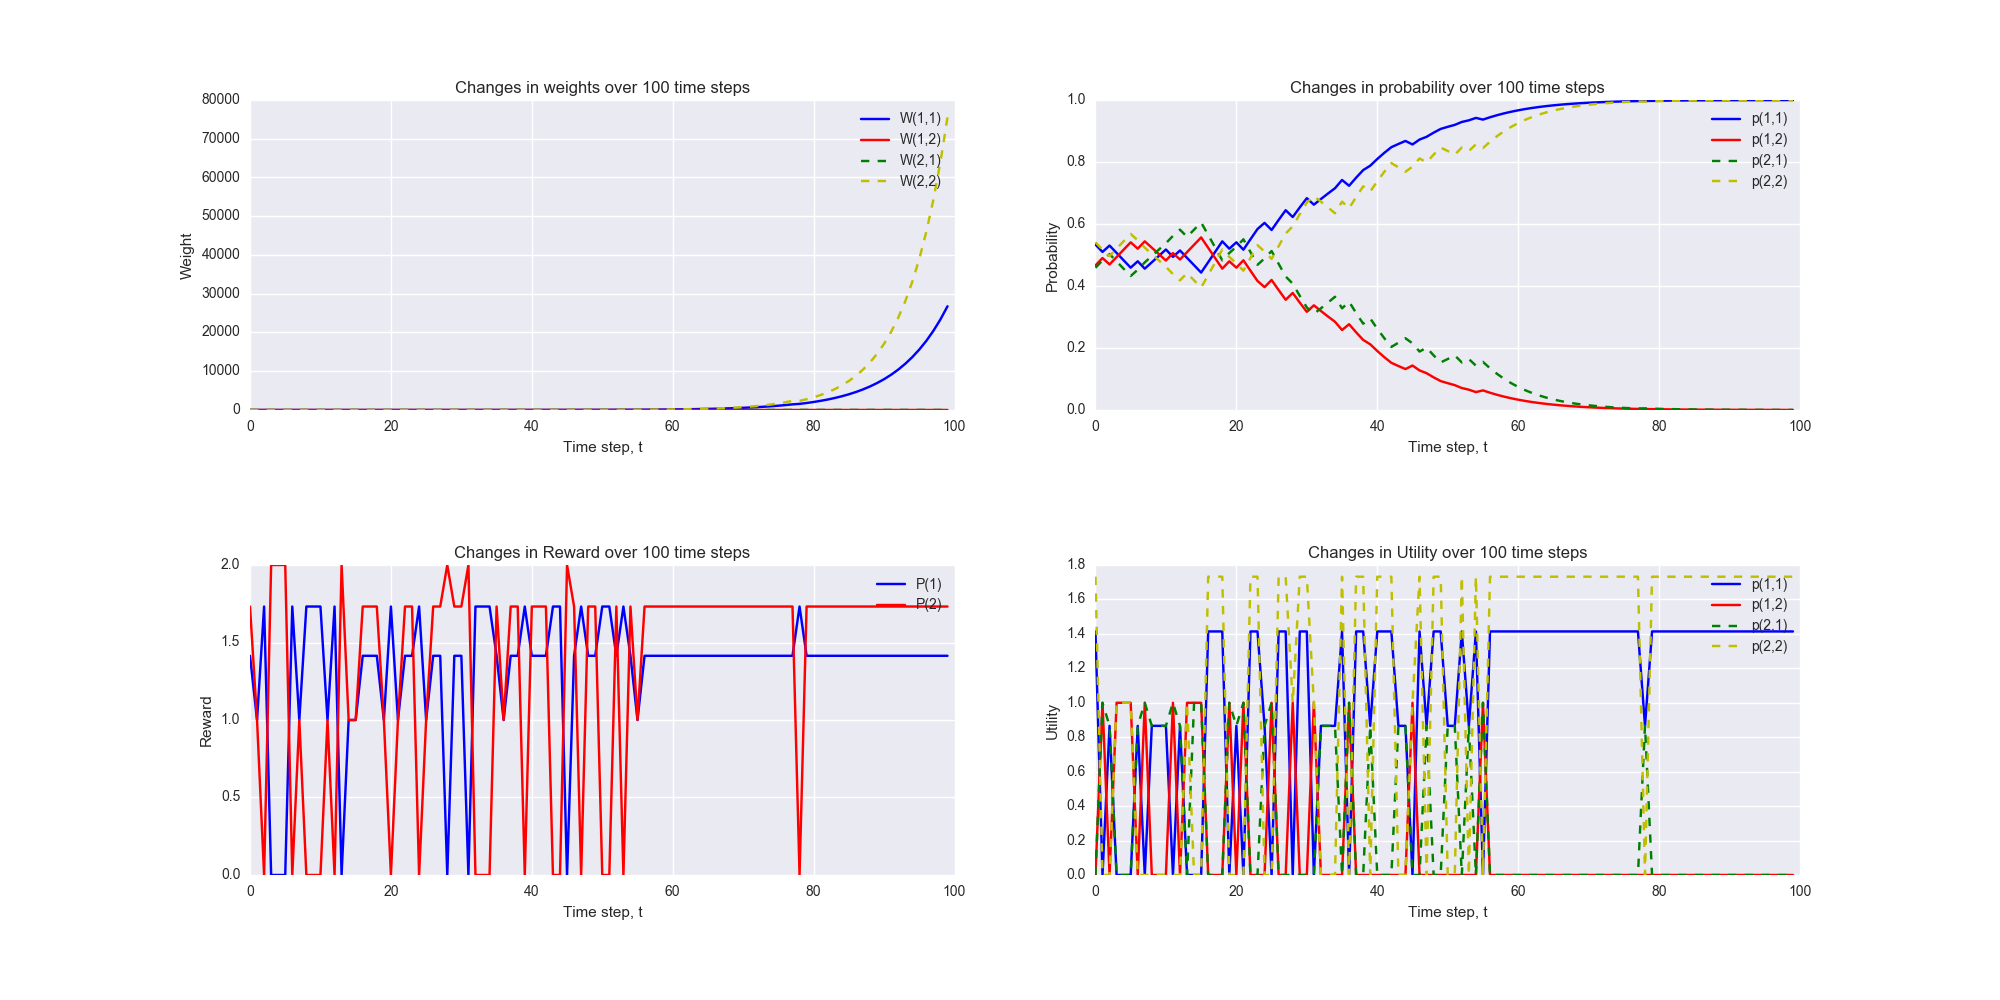 Changes in weights over 100 time steps
80000
70000
60000
50000
40000
30000
20000
10000
0
Weight
W(1,1)
W(1,2)
W(2,1)
W(2,2)
0 20 40 60 80 100
Time step, t
Changes in probability over 100 time steps
1.0
0.8
0.6
0.4
0.2
0.0
Probability
p(1,1)
p(1,2)
p(2,1)
p(2,2)
0 20 40 60 80 100
Time step, t
Changes in Reward over 100 time steps
2.0
1.5
1.0
0.5
0.0
Reward
P(1)
P(2)
0 20 40 60 80 100
Time step, t
Changes in Utility over 100 time steps
1.8
1.6
1.4
1.2
1.0
0.8
0.6
0.4
0.2
0.0
Utility
p(1,1)
p(1,2)
p(2,1)
p(2,2)
0 20 40 60 80 100
Time step, t